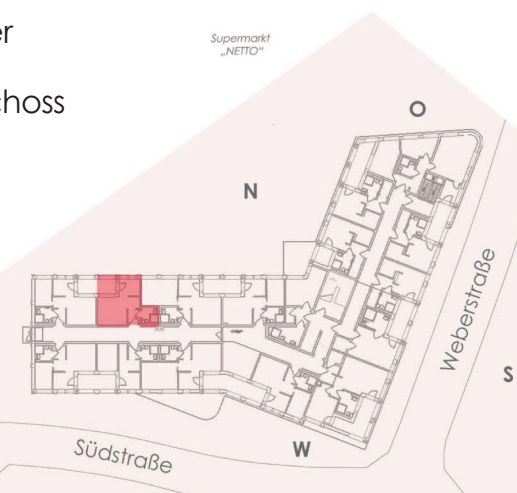 er
choss
Supermarkt
„NETTO“
O
N
Weberstraße
S
Südstraße
W